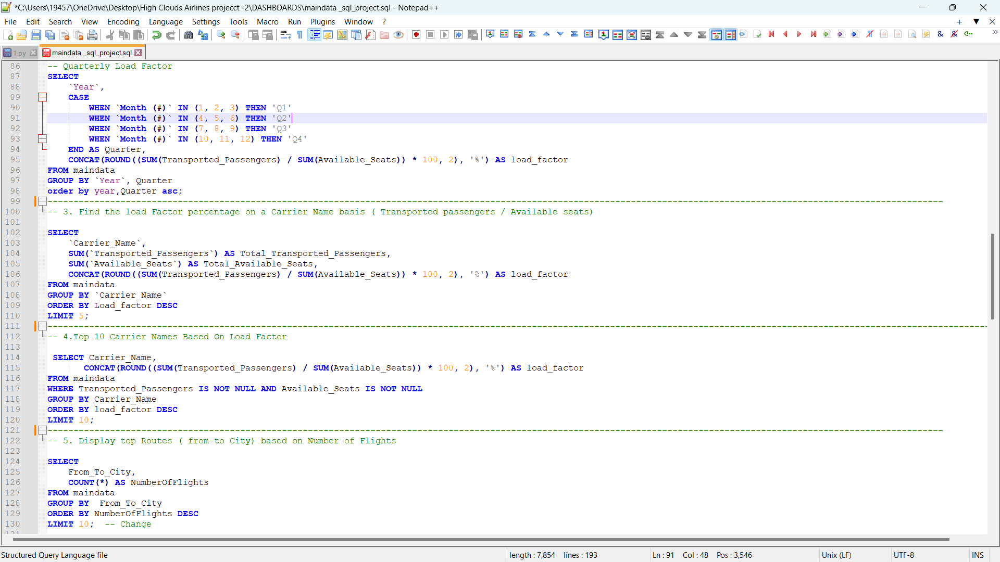 *C:\Users\19457\OneDrive\Desktop\High Clouds Airlines projecct -2\DASHBOARDS\maindata _sql_project.sql - Notepad++
File Edit Search View Encoding Language Settings Tools Macro Run Plugins Window ?
1.py maindata _sql_project.sql
86 -- Quarterly Load Factor
87 SELECT
88 `Year`,
89 CASE
90 WHEN `Month (#)` IN (1, 2, 3) THEN 'Q1'
91 WHEN `Month (#)` IN (4, 5, 6) THEN 'Q2'
92 WHEN `Month (#)` IN (7, 8, 9) THEN 'Q3'
93 WHEN `Month (#)` IN (10, 11, 12) THEN 'Q4'
94 END AS Quarter,
95 CONCAT(ROUND((SUM(Transported_Passengers) / SUM(Available_Seats)) * 100, 2), '%') AS load_factor
96 FROM maindata
97 GROUP BY `Year`, Quarter
98 order by year,Quarter asc;
99 ----------------------------------------------------------------------------------------------------------------------------------------------------------------------------
100 -- 3. Find the load Factor percentage on a Carrier Name basis ( Transported passengers / Available seats)
101
102 SELECT
103 `Carrier_Name`,
104 SUM(`Transported_Passengers`) AS Total_Transported_Passengers,
105 SUM(`Available_Seats`) AS Total_Available_Seats,
106 CONCAT(ROUND((SUM(Transported_Passengers) / SUM(Available_Seats)) * 100, 2), '%') AS load_factor
107 FROM maindata
108 GROUP BY `Carrier_Name`
109 ORDER BY Load_factor DESC
110 LIMIT 5;
111 -------------------------------------------------------------------------------------------------------------------------------------------------------------------------------------
112 -- 4.Top 10 Carrier Names Based On Load Factor
113
114 SELECT Carrier_Name,
115 CONCAT(ROUND((SUM(Transported_Passengers) / SUM(Available_Seats)) * 100, 2), '%') AS load_factor
116 FROM maindata
117 WHERE Transported_Passengers IS NOT NULL AND Available_Seats IS NOT NULL
118 GROUP BY Carrier_Name
119 ORDER BY load_factor DESC
120 LIMIT 10;
121 ----------------------------------------------------------------------------------------------------------------------------------------------------------------------------
122 -- 5. Display top Routes ( from-to City) based on Number of Flights
123
124 SELECT
125 From_To_City,
126 COUNT(*) AS NumberOfFlights
127 FROM maindata
128 GROUP BY  From_To_City
129 ORDER BY NumberOfFlights DESC
130 LIMIT 10;  -- Change
131
Structured Query Language file length : 7,854 lines : 193 Ln : 91 Col : 48 Pos : 3,546 Unix (LF) UTF-8 INS